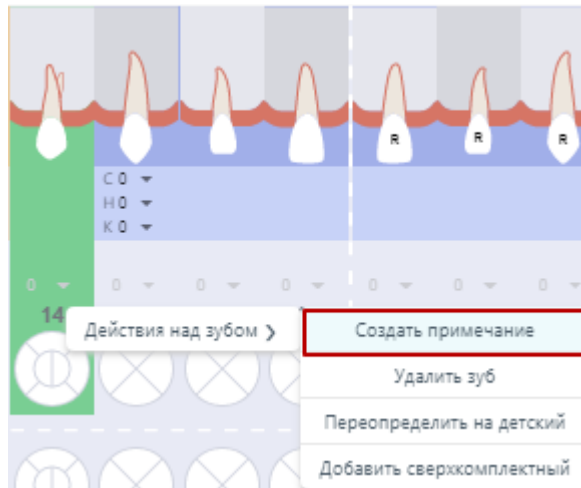 R R R
С 0
Н 0
К 0
0 0 0 0 0 0 0
14
Действия над зубом
Создать примечание
Удалить зуб
Переопределить на детский
Добавить сверхкомплектный